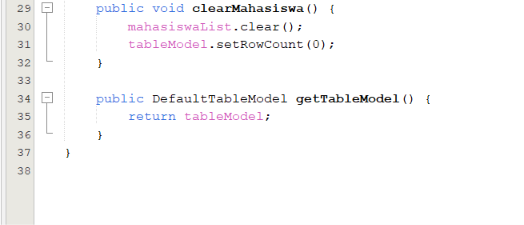 29 public void clearMahasiswa() {
30 mahasiswaList.clear();
31 tableModel.setRowCount(0);
32 }
33
34 public DefaultTableModel getTableModel() {
35 return tableModel;
36 }
37 }
38